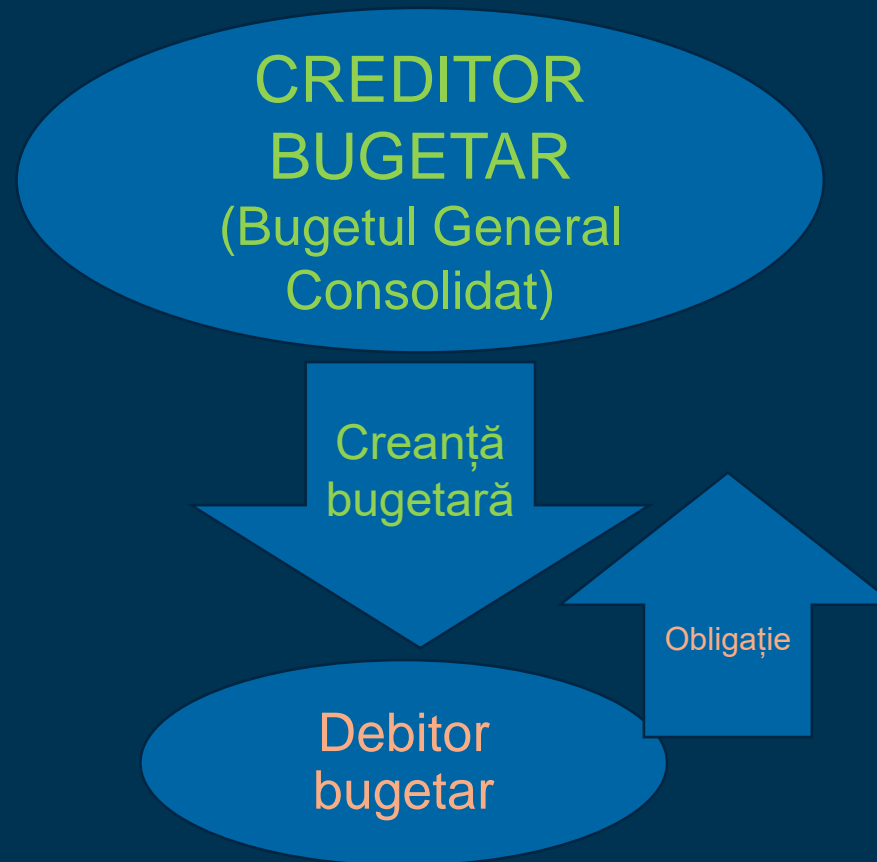 CREDITOR
BUGETAR
(Bugetul General
Consolidat)
Creanță
bugetară
Obligație
Debitor
bugetar